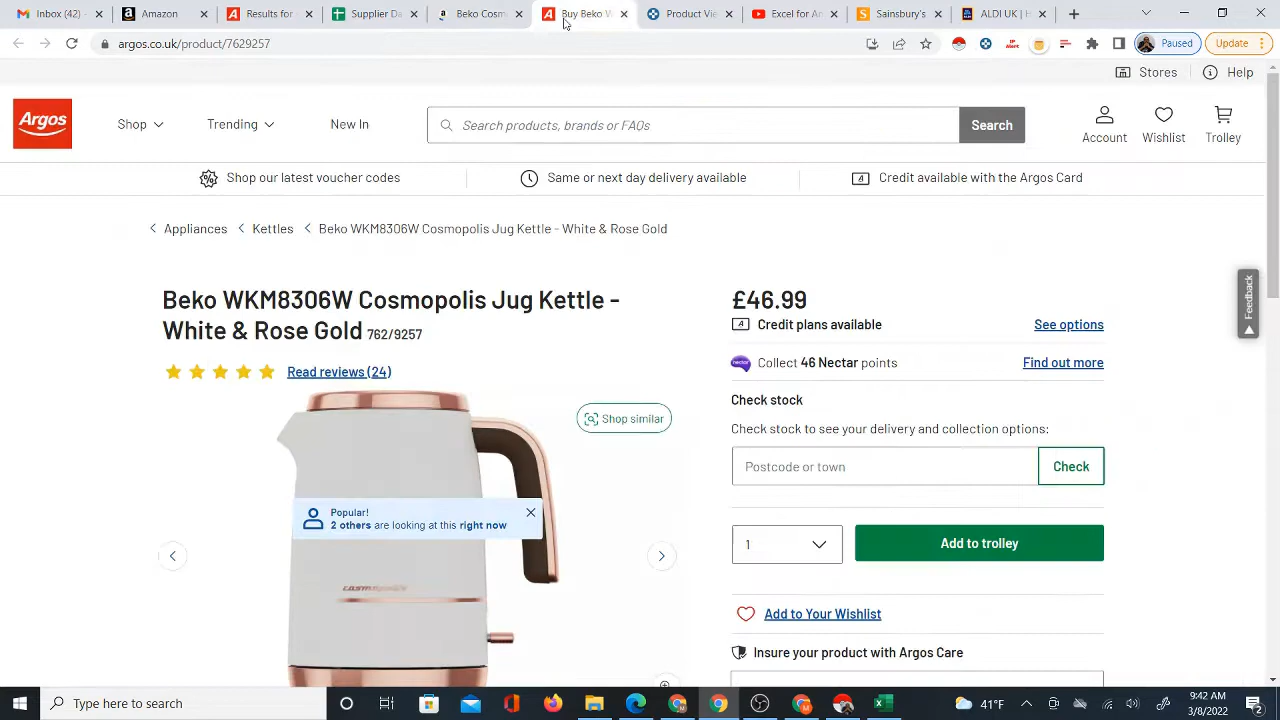 Inbox (42) -
Amazon
Results for
Supplier Da
Beko Cosm
Buy Beko W
Product Vie
Excel for Ar
Sainsbury's
ALDI UK | H
argos.co.uk/product/7629257
Paused
Update
Stores
Help
Argos
Shop
Trending
New In
Search products, brands or FAQs
Search
Account
Wishlist
Trolley
Shop our latest voucher codes
Same or next day delivery available
Credit available with the Argos Card
Appliances
Kettles
Beko WKM8306W Cosmopolis Jug Kettle - White & Rose Gold
Beko WKM8306W Cosmopolis Jug Kettle -
White & Rose Gold 762/9257
Read reviews (24)
Shop similar
Popular!
2 others are looking at this right now
COSMOPOLIS
£46.99
Credit plans available
See options
nectar
Collect 46 Nectar points
Find out more
Check stock
Check stock to see your delivery and collection options:
Postcode or town
Check
1
Add to trolley
Add to Your Wishlist
Insure your product with Argos Care
Feedback
Type here to search
41°F
9:42 AM
3/8/2022
2